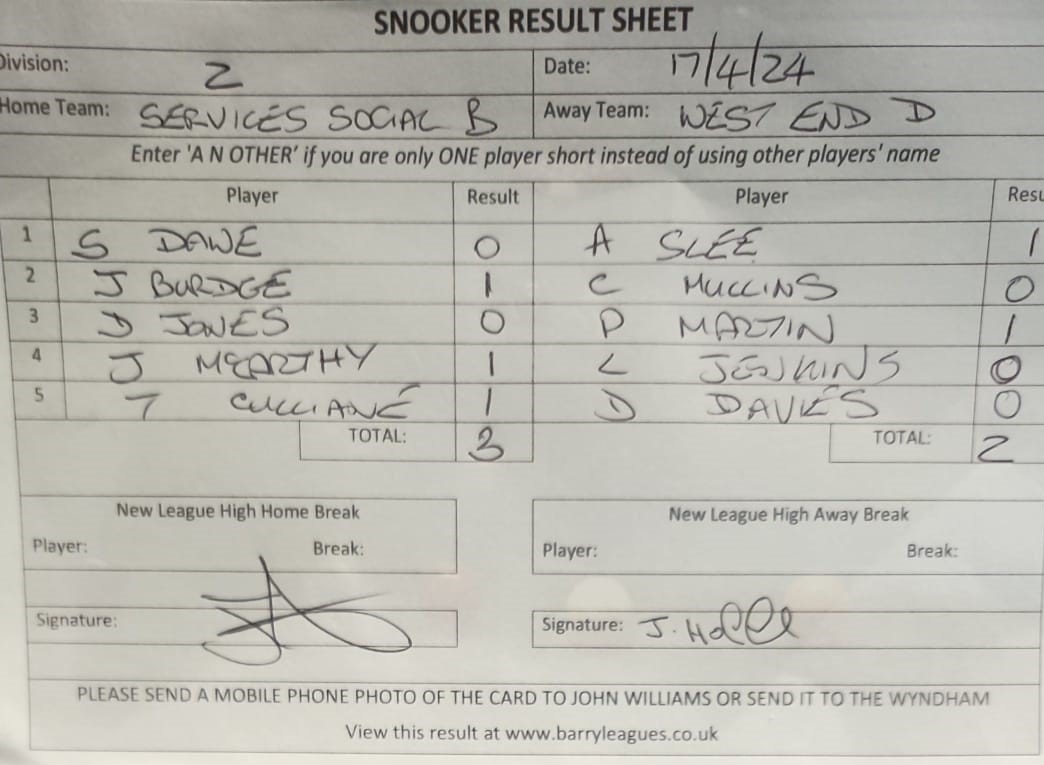 SNOOKER RESULT SHEET
Division: 2 Date: 17/4/24
Home Team: SERVICES SOCIAL B Away Team: WEST END D
Enter 'A N OTHER' if you are only ONE player short instead of using other players' name
Player Result Player Resu
1 S DAWE 0 A SLEE 1
2 J BURDGE 1 C MULLINS 0
3 D JONES 0 P MARTIN 1
4 J MCARTHY 1 L JENKINS 0
5 T CULLIANE 1 D DAVIES 0
TOTAL: 3 TOTAL: 2
New League High Home Break New League High Away Break
Player: Break: Player: Break:
Signature: Signature: J. Holl
PLEASE SEND A MOBILE PHONE PHOTO OF THE CARD TO JOHN WILLIAMS OR SEND IT TO THE WYNDHAM
View this result at www.barryleagues.co.uk